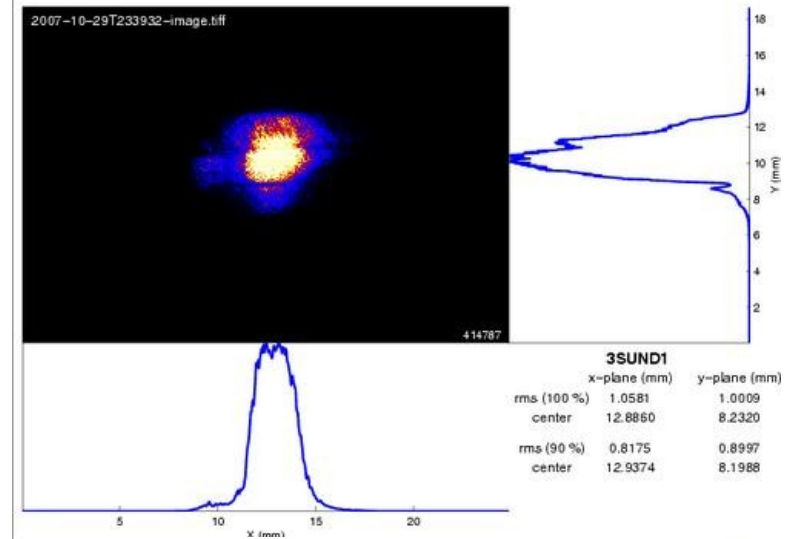 2007-10-29T233932-image.tiff
414787
18
16
14
12
10
8
6
4
2
Y (mm)
5 10 15 20
X (mm)
3SUND1
x-plane (mm) y-plane (mm)
rms (100 %) 1.0581 1.0009
center 12.8860 8.2320
rms (90 %) 0.8175 0.8997
center 12.9374 8.1988